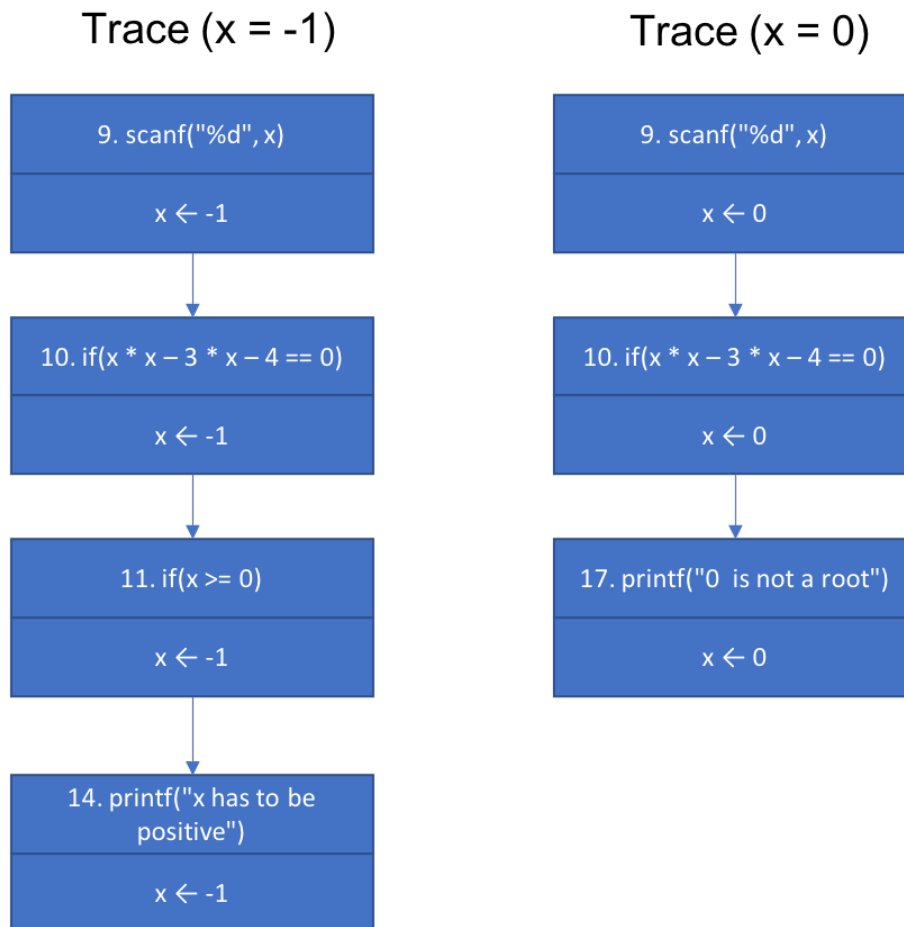 Trace (x = -1)
9. scanf("%d", x)
x ← -1
10. if(x * x – 3 * x – 4 == 0)
x ← -1
11. if(x >= 0)
x ← -1
14. printf("x has to be
positive")
x ← -1
Trace (x = 0)
9. scanf("%d", x)
x ← 0
10. if(x * x – 3 * x – 4 == 0)
x ← 0
17. printf("0  is not a root")
x ← 0